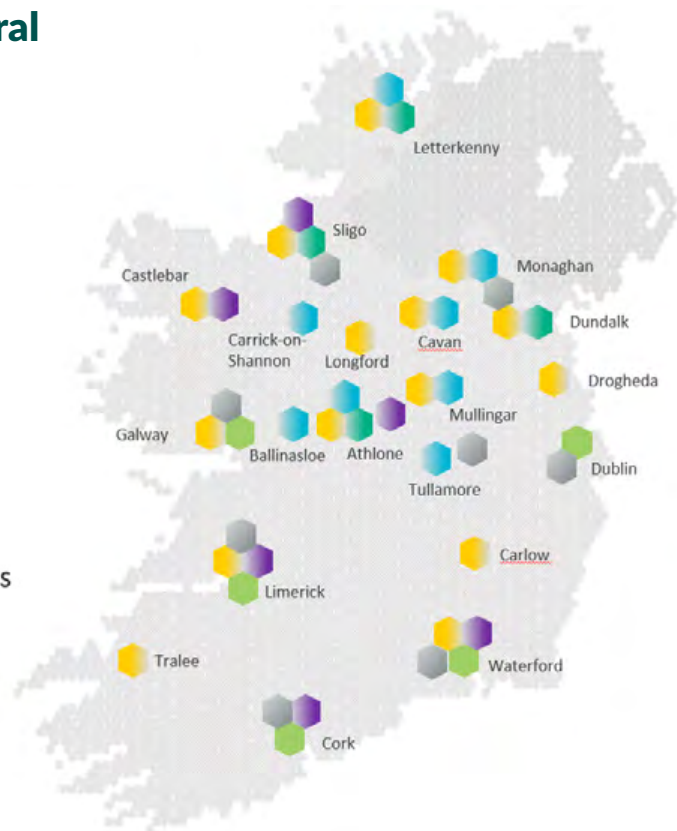 ral
Letterkenny
Sligo
Monaghan
Castlebar
Dundalk
Carrick-on-
Shannon
Cavan
Longford
Drogheda
Mullingar
Galway
Ballinasloe
Athlone
Dublin
Tullamore
Carlow
s
Limerick
Tralee
Waterford
Cork